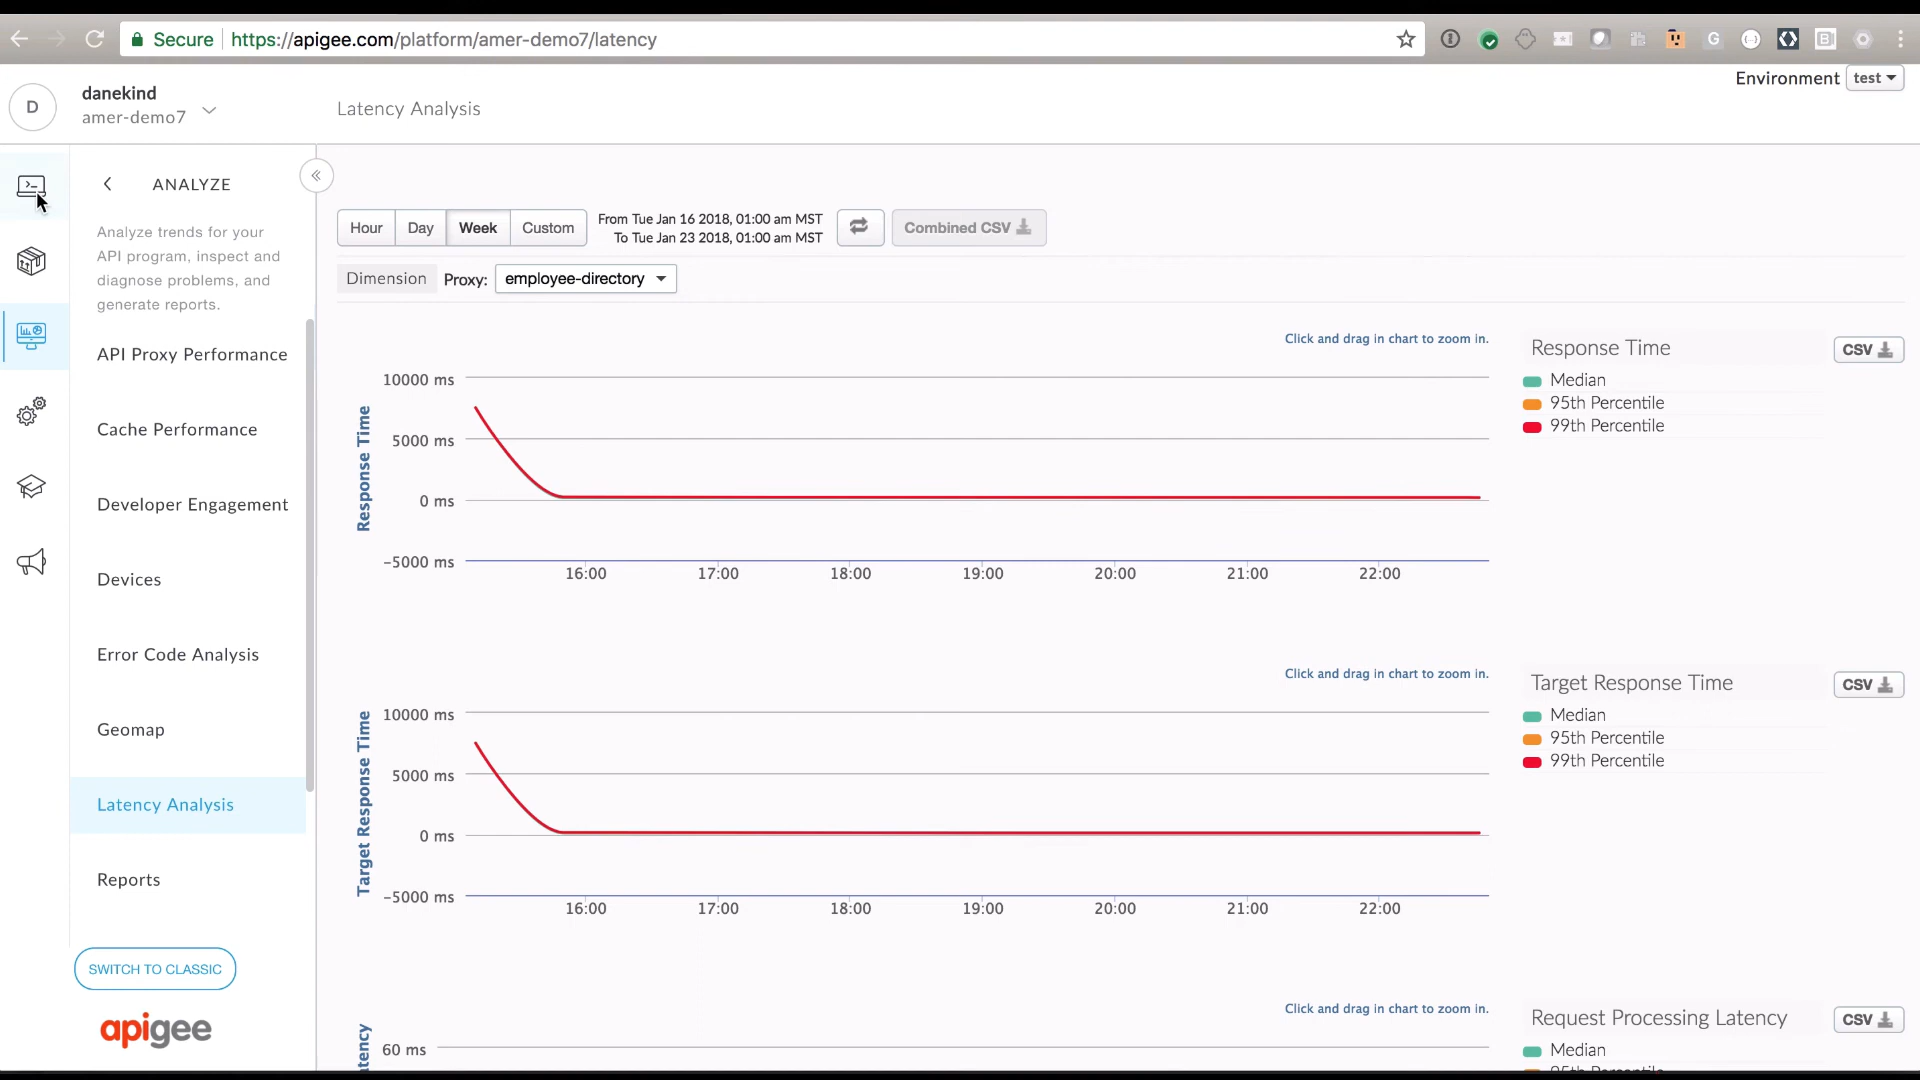 Secure
https://apigee.com/platform/amer-demo7/latency
D
danekind
amer-demo7
Latency Analysis
Environment
test
ANALYZE
Analyze trends for your
API program, inspect and
diagnose problems, and
generate reports.
API Proxy Performance
Cache Performance
Developer Engagement
Devices
Error Code Analysis
Geomap
Latency Analysis
Reports
SWITCH TO CLASSIC
apigee
Hour
Day
Week
Custom
From Tue Jan 16 2018, 01:00 am MST
To Tue Jan 23 2018, 01:00 am MST
Combined CSV
Dimension
Proxy:
employee-directory
Click and drag in chart to zoom in.
Response Time
10000 ms
5000 ms
0 ms
-5000 ms
16:00
17:00
18:00
19:00
20:00
21:00
22:00
Response Time
CSV
Median
95th Percentile
99th Percentile
Click and drag in chart to zoom in.
Target Response Time
10000 ms
5000 ms
0 ms
-5000 ms
16:00
17:00
18:00
19:00
20:00
21:00
22:00
Target Response Time
CSV
Median
95th Percentile
99th Percentile
Click and drag in chart to zoom in.
60 ms
Request Processing Latency
CSV
Median